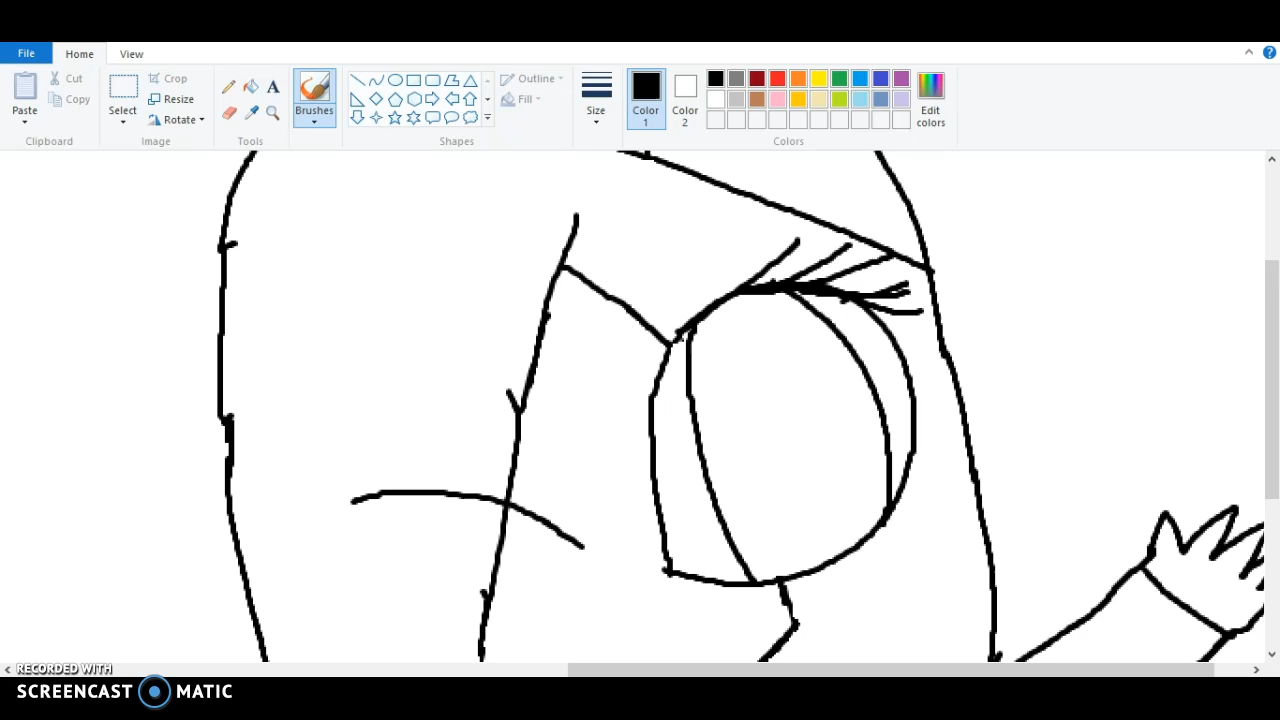 File
Home
View
Paste
Cut
Copy
Clipboard
Select
Crop
Resize
Rotate
Image
A
Tools
Brushes
Shapes
Outline
Fill
Size
Color
1
Color
2
Edit
colors
Colors
?
RECORDED WITH
SCREENCAST MATIC